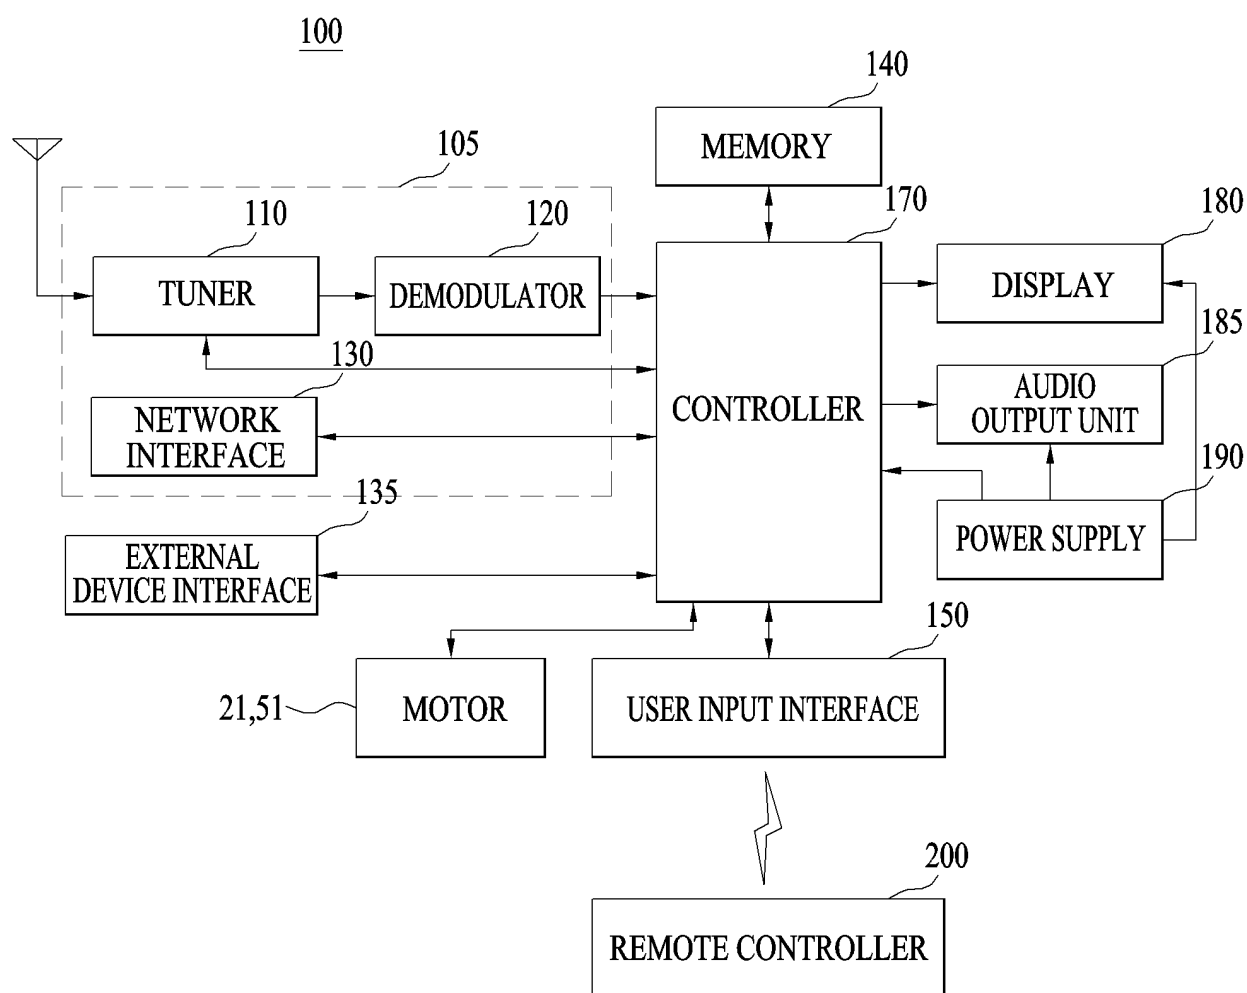 100
140
MEMORY
105
170
180
110
120
TUNER
DEMODULATOR
DISPLAY
185
130
NETWORK
INTERFACE
CONTROLLER
AUDIO
OUTPUT UNIT
190
135
EXTERNAL
DEVICE INTERFACE
POWER SUPPLY
150
21,51
MOTOR
USER INPUT INTERFACE
200
REMOTE CONTROLLER